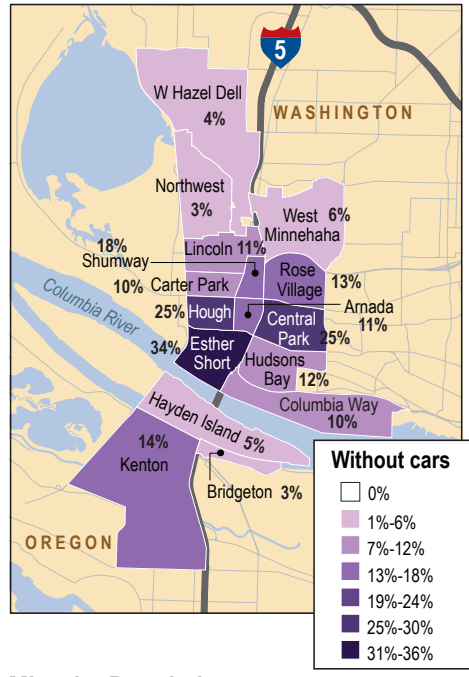 5
W Hazel Dell
4%
WASHINGTON
Northwest
3%
West 6%
Minnehaha
18%
Shumway
Lincoln 11%
Rose
Village
13%
10% Carter Park
Arnada
11%
Columbia River
25% Hough
Central
Park 25%
34% Esther
Short
Hudsons
Bay 12%
Columbia Way
10%
Hayden Island 5%
14%
Kenton
Bridgeton 3%
OREGON
Without cars
0%
1%-6%
7%-12%
13%-18%
19%-24%
25%-30%
31%-36%